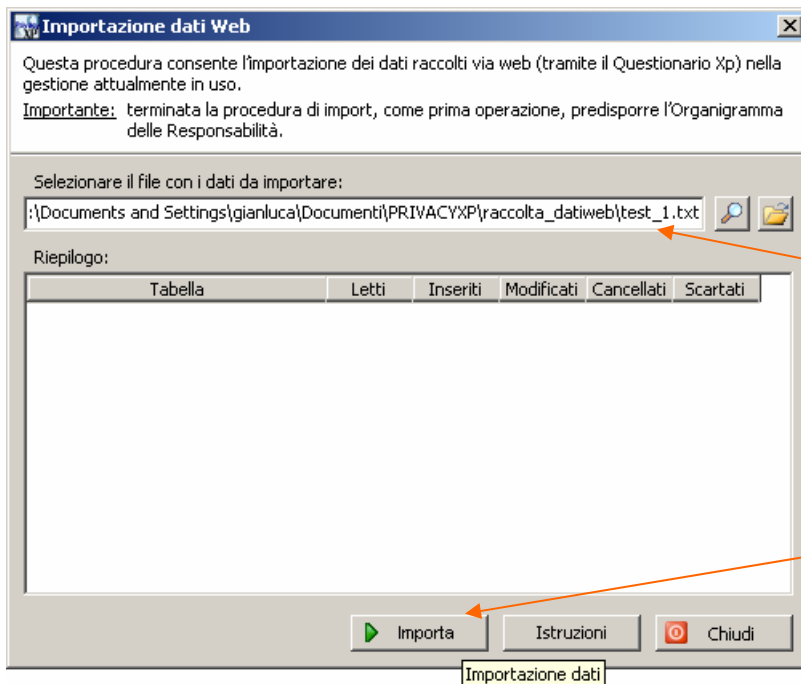 Importazione dati Web
Questa procedura consente l'importazione dei dati raccolti via web (tramite il Questionario Xp) nella
gestione attualmente in uso.
Importante: terminata la procedura di import, come prima operazione, predisporre l'Organigramma
delle Responsabilità.
Selezionare il file con i dati da importare:
:\Documents and Settings\gianluca\Documenti\PRIVACYXP\raccolta_datiweb\test_1.txt
Riepilogo:
Tabella Letti Inseriti Modificati Cancellati Scartati
Importa Istruzioni Chiudi
Importazione dati